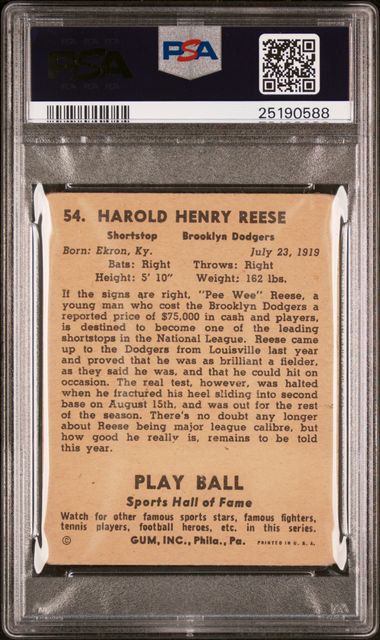 PSA
PSA
25190588
54. HAROLD HENRY REESE
Shortstop Brooklyn Dodgers
Born: Ekron, Ky. July 23, 1919
Bats: Right Throws: Right
Height: 5' 10" Weight: 162 lbs.
If the signs are right, "Pee Wee" Reese, a
young man who cost the Brooklyn Dodgers a
reported price of $75,000 in cash and players,
is destined to become one of the leading
shortstops in the National League. Reese came
up to the Dodgers from Louisville last year
and proved that he was as brilliant a fielder,
as they said he was, and that he could hit on
occasion. The real test, however, was halted
when he fractured his heel sliding into second
base on August 15th, and was out for the rest
of the season. There's no doubt any longer
about Reese being major league calibre, but
how good he really is, remains to be told
this year.
PLAY BALL
Sports Hall of Fame
Watch for other famous sports stars, famous fighters,
tennis players, football heroes, etc. in this series.
© GUM, INC., Phila., Pa. PRINTED IN U. S. A.